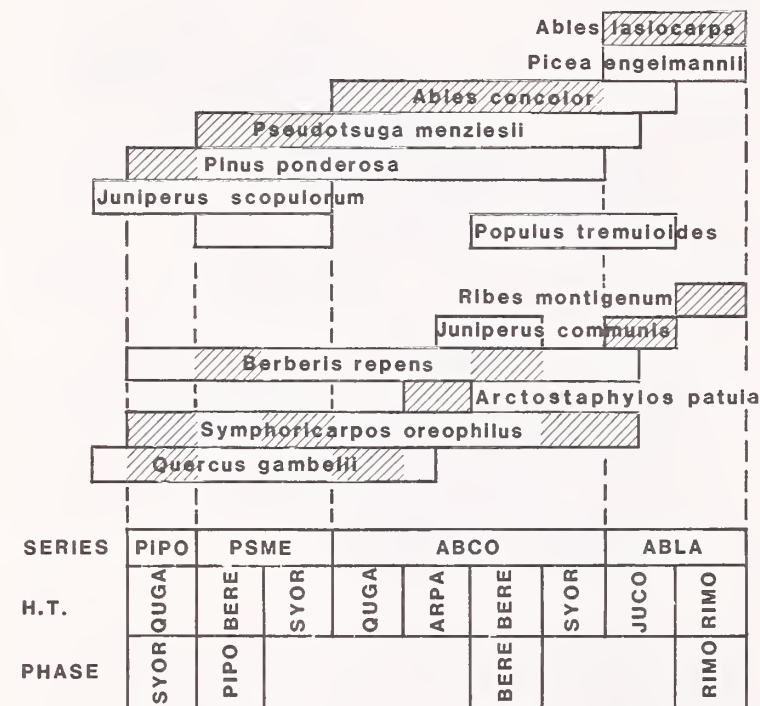 Abies lasiocarpa
Picea engelmannii
Abies concolor
Pseudotsuga menziesii
Pinus ponderosa
Juniperus scopulorum
Populus tremuloides
Ribes montigenum
Juniperus communis
Berberis repens
Arctostaphylos patula
Symphoricarpos oreophilus
Quercus gambelii
SERIES PIPO PSME ABCO ABLA
H.T. QUGA BERE SYOR QUGA ARPA BERE SYOR JUCO RIMO
PHASE SYOR PIPO BERE RIMO